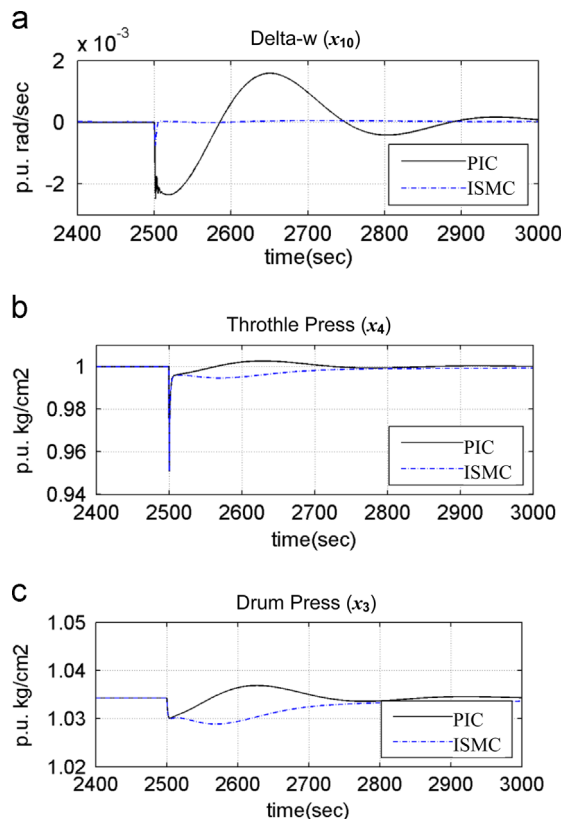 a
Delta-w (x10)
x 10-3
2
0
-2
p.u. rad/sec
PIC
ISMC
2400 2500 2600 2700 2800 2900 3000
time(sec)
b
Throthle Press (x4)
1
0.98
0.96
0.94
p.u. kg/cm2
PIC
ISMC
2400 2500 2600 2700 2800 2900 3000
time(sec)
c
Drum Press (x3)
1.05
1.04
1.03
1.02
p.u. kg/cm2
PIC
ISMC
2400 2500 2600 2700 2800 2900 3000
time(sec)